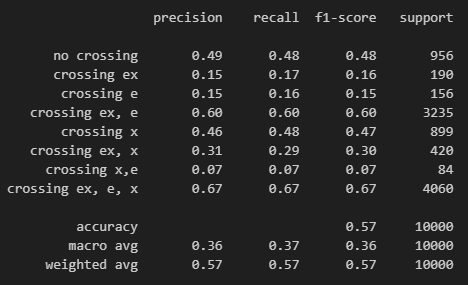 precision recall f1-score support
no crossing 0.49 0.48 0.48 956
crossing ex 0.15 0.17 0.16 190
crossing e 0.15 0.16 0.15 156
crossing ex, e 0.60 0.60 0.60 3235
crossing x 0.46 0.48 0.47 899
crossing ex, x 0.31 0.29 0.30 420
crossing x,e 0.07 0.07 0.07 84
crossing ex, e, x 0.67 0.67 0.67 4060
accuracy 0.57 10000
macro avg 0.36 0.37 0.36 10000
weighted avg 0.57 0.57 0.57 10000